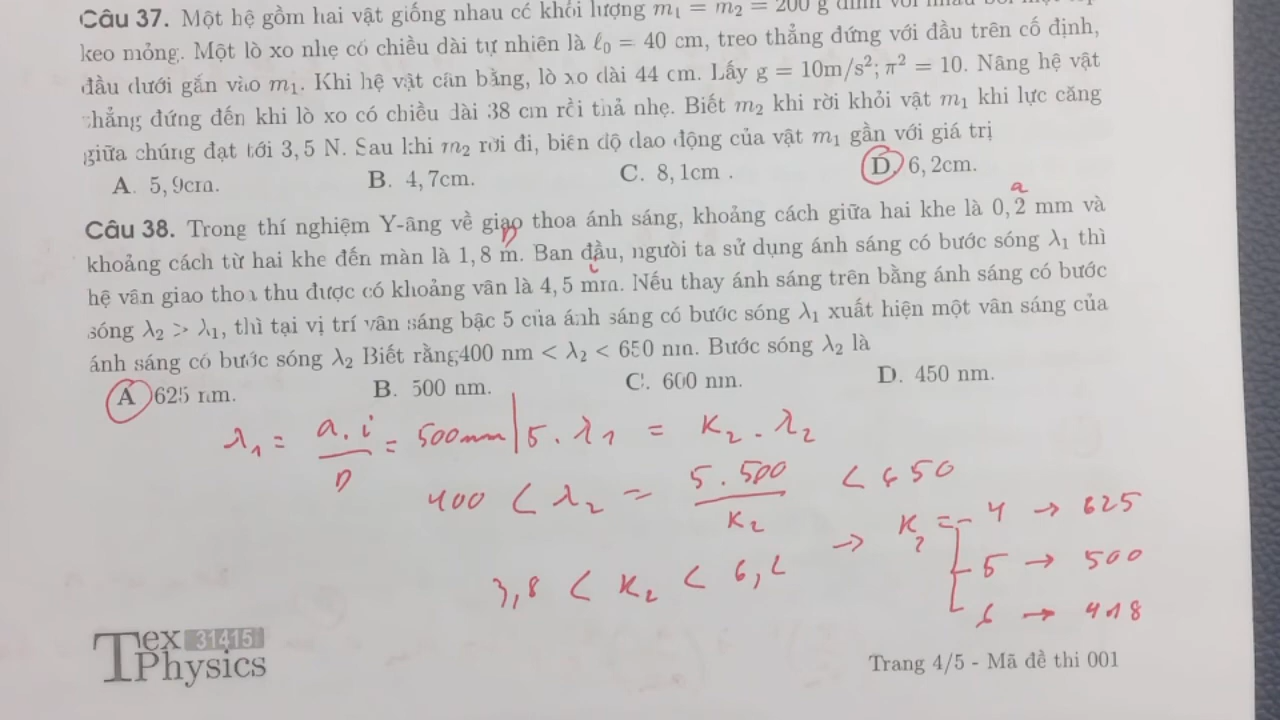 Câu 37. Một hệ gồm hai vật giống nhau có khối lượng m₁ = m₂ = 200 g dính với nhau bởi một
keo mỏng. Một lò xo nhẹ có chiều dài tự nhiên là ℓ₀ = 40 cm, treo thẳng đứng với đầu trên cố định,
đầu dưới gắn vào m₁. Khi hệ vật cân bằng, lò xo dài 44 cm. Lấy g = 10m/s²; π² = 10. Nâng hệ vật
thẳng đứng đến khi lò xo có chiều dài 38 cm rồi thả nhẹ. Biết m₂ khi rời khỏi vật m₁ khi lực căng
giữa chúng đạt tới 3, 5 N. Sau khi m₂ rời đi, biên độ dao động của vật m₁ gần với giá trị
A. 5, 9cm. B. 4, 7cm. C. 8, 1cm . D. 6, 2cm.
a
Câu 38. Trong thí nghiệm Y-âng về giao thoa ánh sáng, khoảng cách giữa hai khe là 0, 2 mm và
D
khoảng cách từ hai khe đến màn là 1, 8 m. Ban đầu, người ta sử dụng ánh sáng có bước sóng λ₁ thì
i
hệ vân giao thoa thu được có khoảng vân là 4, 5 mm. Nếu thay ánh sáng trên bằng ánh sáng có bước
sóng λ₂ > λ₁, thì tại vị trí vân sáng bậc 5 của ánh sáng có bước sóng λ₁ xuất hiện một vân sáng của
ánh sáng có bước sóng λ₂ Biết rằng400 nm < λ₂ < 650 nm. Bước sóng λ₂ là
A 625 nm. B. 500 nm. C. 600 nm. D. 450 nm.
λ₁ = a.i/D = 500nm | 5.λ₁ = K₂.λ₂
400 < λ₂ = 5.500/K₂ < 650
3,8 < K₂ < 6,2 → K₂ = 4 → 625
5 → 500
6 → 418
Tex 31415
Physics
Trang 4/5 - Mã đề thi 001